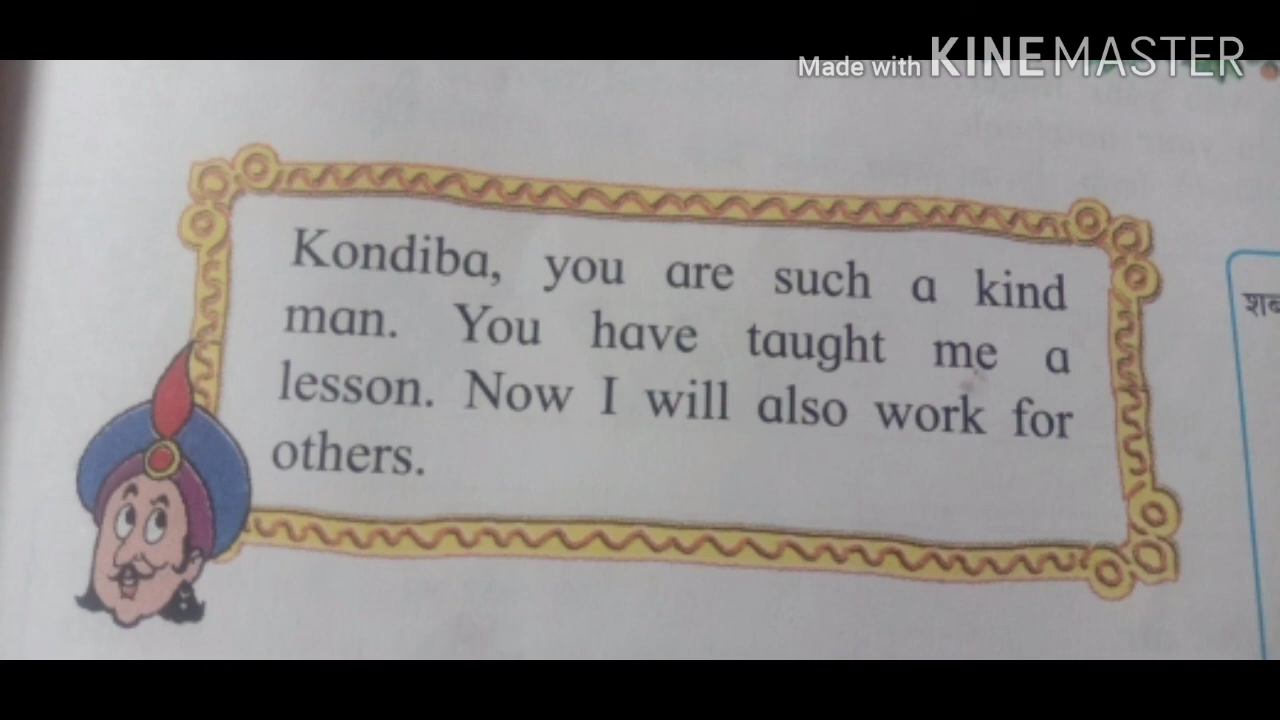 Made with KINEMASTER
Kondiba, you are such a kind
man. You have taught me a
lesson. Now I will also work for
others.